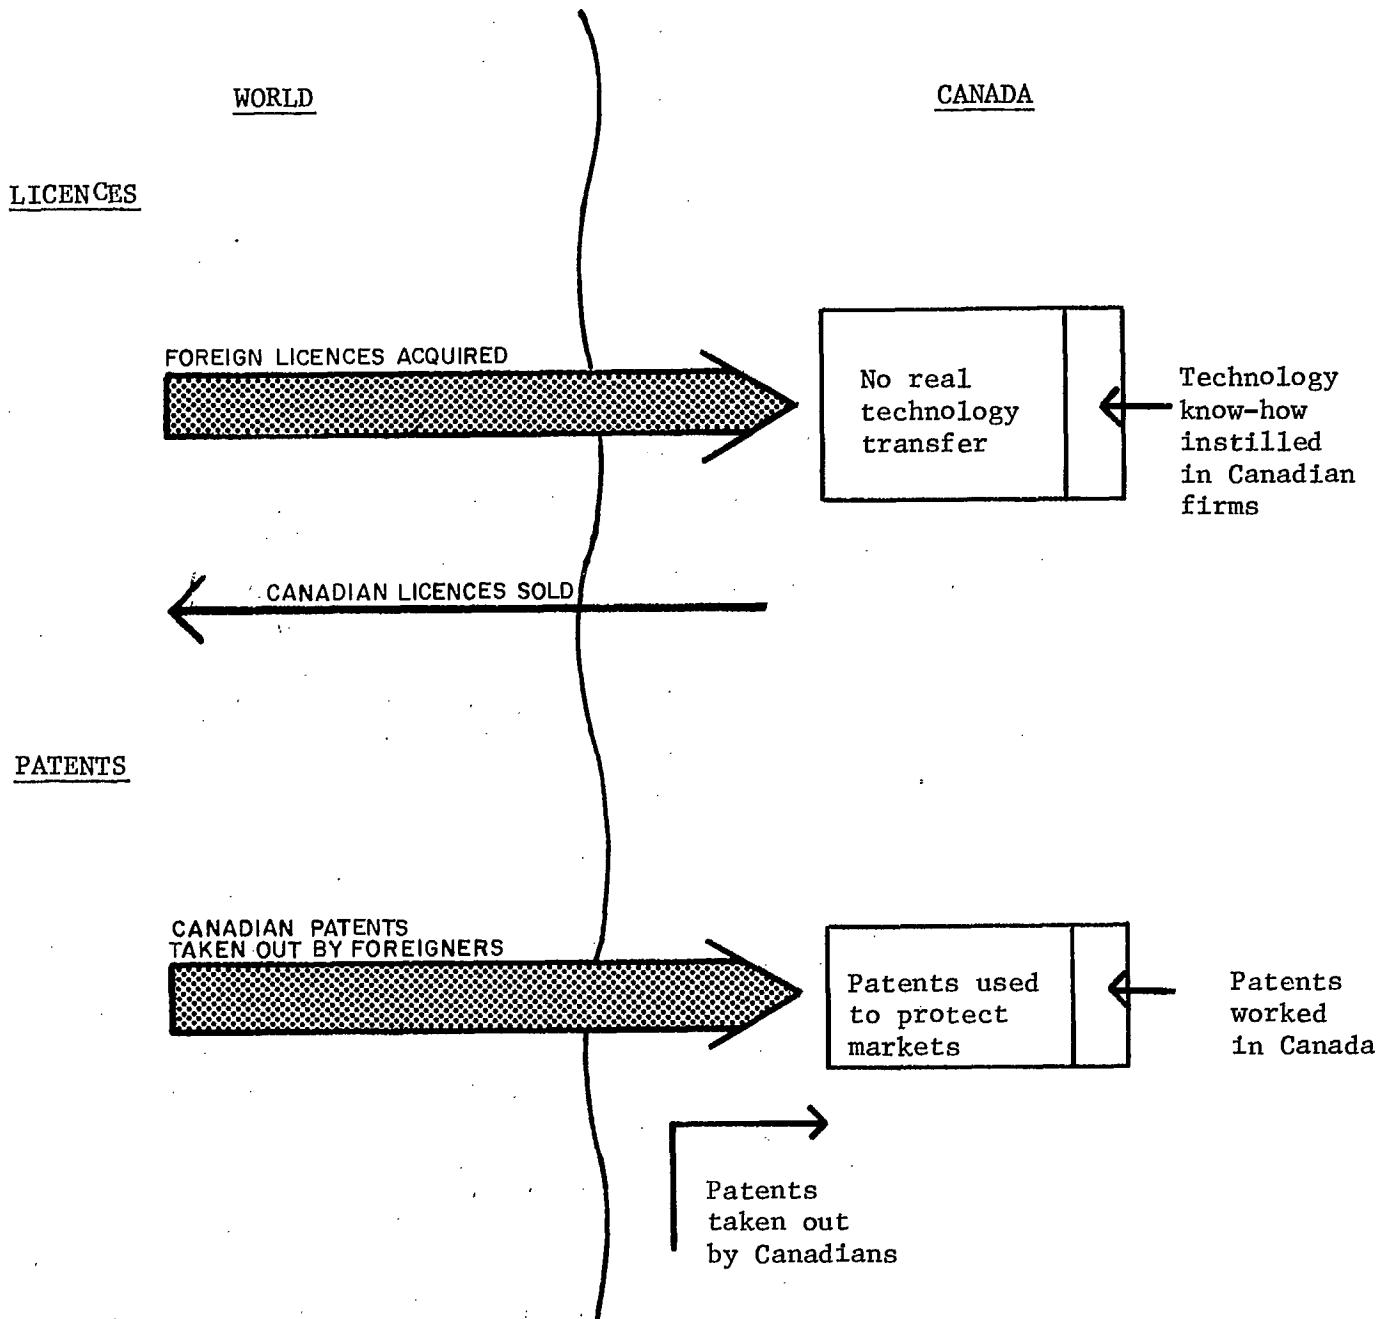 WORLD
CANADA
LICENCES
FOREIGN LICENCES ACQUIRED
No real
technology
transfer
Technology
know-how
instilled
in Canadian
firms
CANADIAN LICENCES SOLD
PATENTS
CANADIAN PATENTS
TAKEN OUT BY FOREIGNERS
Patents used
to protect
markets
Patents
worked
in Canada
Patents
taken out
by Canadians